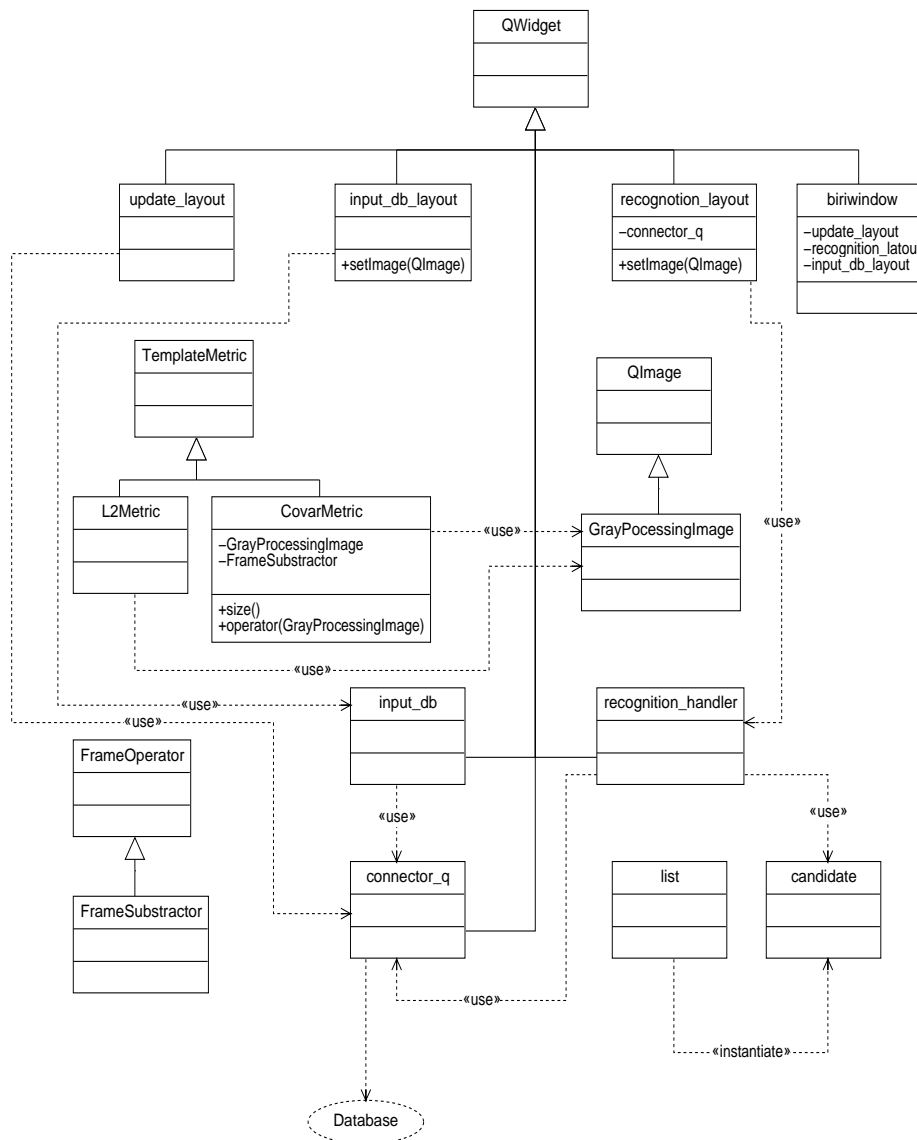 QWidget
update_layout
input_db_layout
+setImage(QImage)
recognotion_layout
−connector_q
+setImage(QImage)
biriwindow
−update_layout
−recognition_latou
−input_db_layout
TemplateMetric
QImage
L2Metric
CovarMetric
−GrayProcessingImage
−FrameSubstractor
+size()
+operator(GrayProcessingImage)
«use»
GrayPocessingImage
«use»
«use»
«use»
«use»
input_db
recognition_handler
FrameOperator
«use»
«use»
connector_q
list
candidate
FrameSubstractor
«use»
«instantiate»
Database